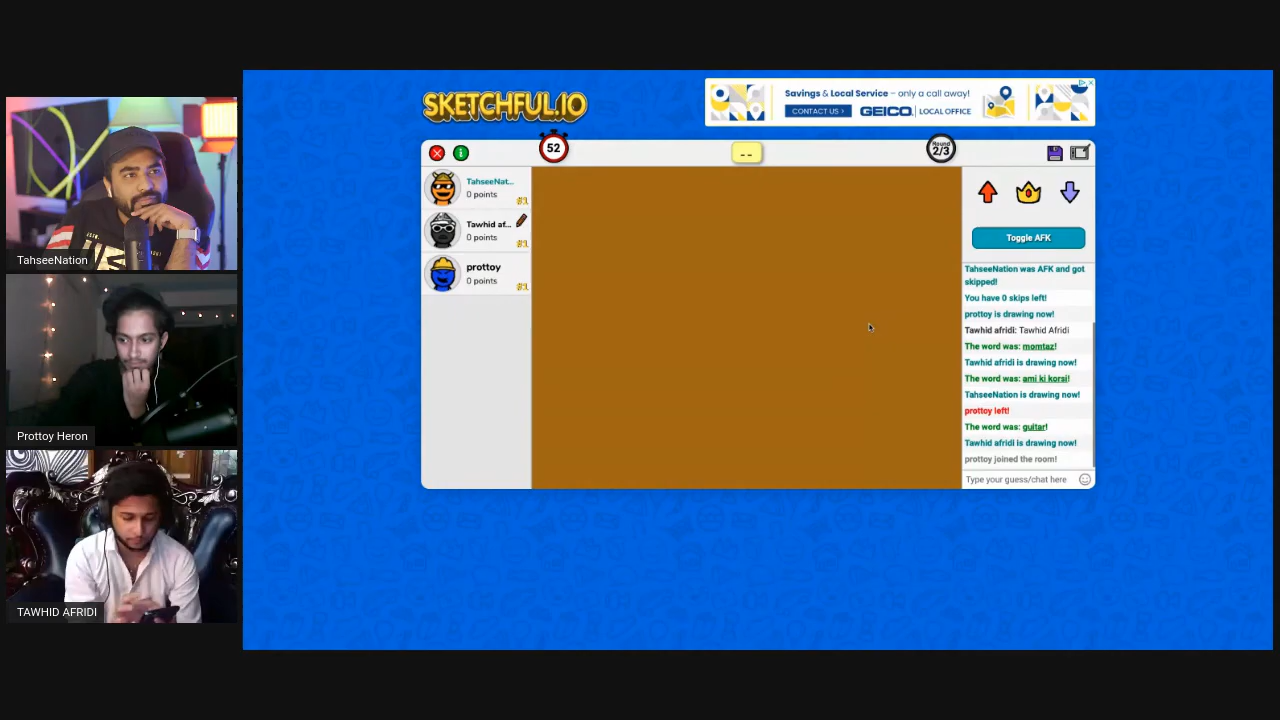 TahseeNation
Prottoy Heron
TAWHID AFRIDI
SKETCHFUL.IO
Savings & Local Service – only a call away!
CONTACT US ›
GEICO | LOCAL OFFICE
52
_ _
Round
2/3
TahseeNat...
0 points
#1
Tawhid af...
0 points
#1
prottoy
0 points
#1
Toggle AFK
TahseeNation was AFK and got
skipped!
You have 0 skips left!
prottoy is drawing now!
Tawhid afridi: Tawhid Afridi
The word was: momtaz!
Tawhid afridi is drawing now!
The word was: ami ki korsi!
TahseeNation is drawing now!
prottoy left!
The word was: guitar!
Tawhid afridi is drawing now!
prottoy joined the room!
Type your guess/chat here